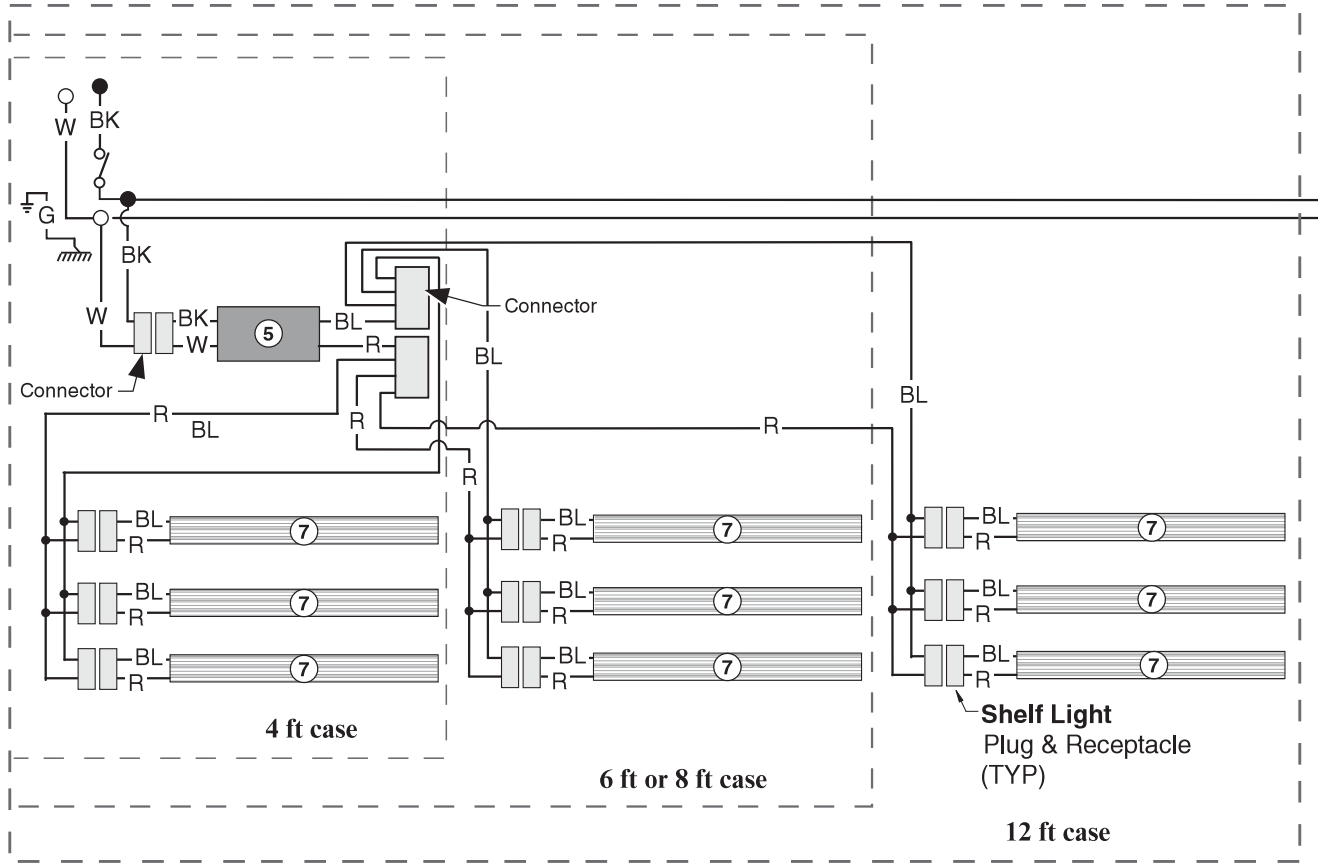 W
BK
G
BK
W
BK
W
5
BL
R
Connector
Connector
BL
BL
R
BL
R
R
R
BL
R
7
BL
R
7
BL
R
7
BL
R
7
BL
R
7
BL
R
7
BL
R
7
BL
R
7
BL
R
7
4 ft case
6 ft or 8 ft case
Shelf Light
Plug & Receptacle
(TYP)
12 ft case